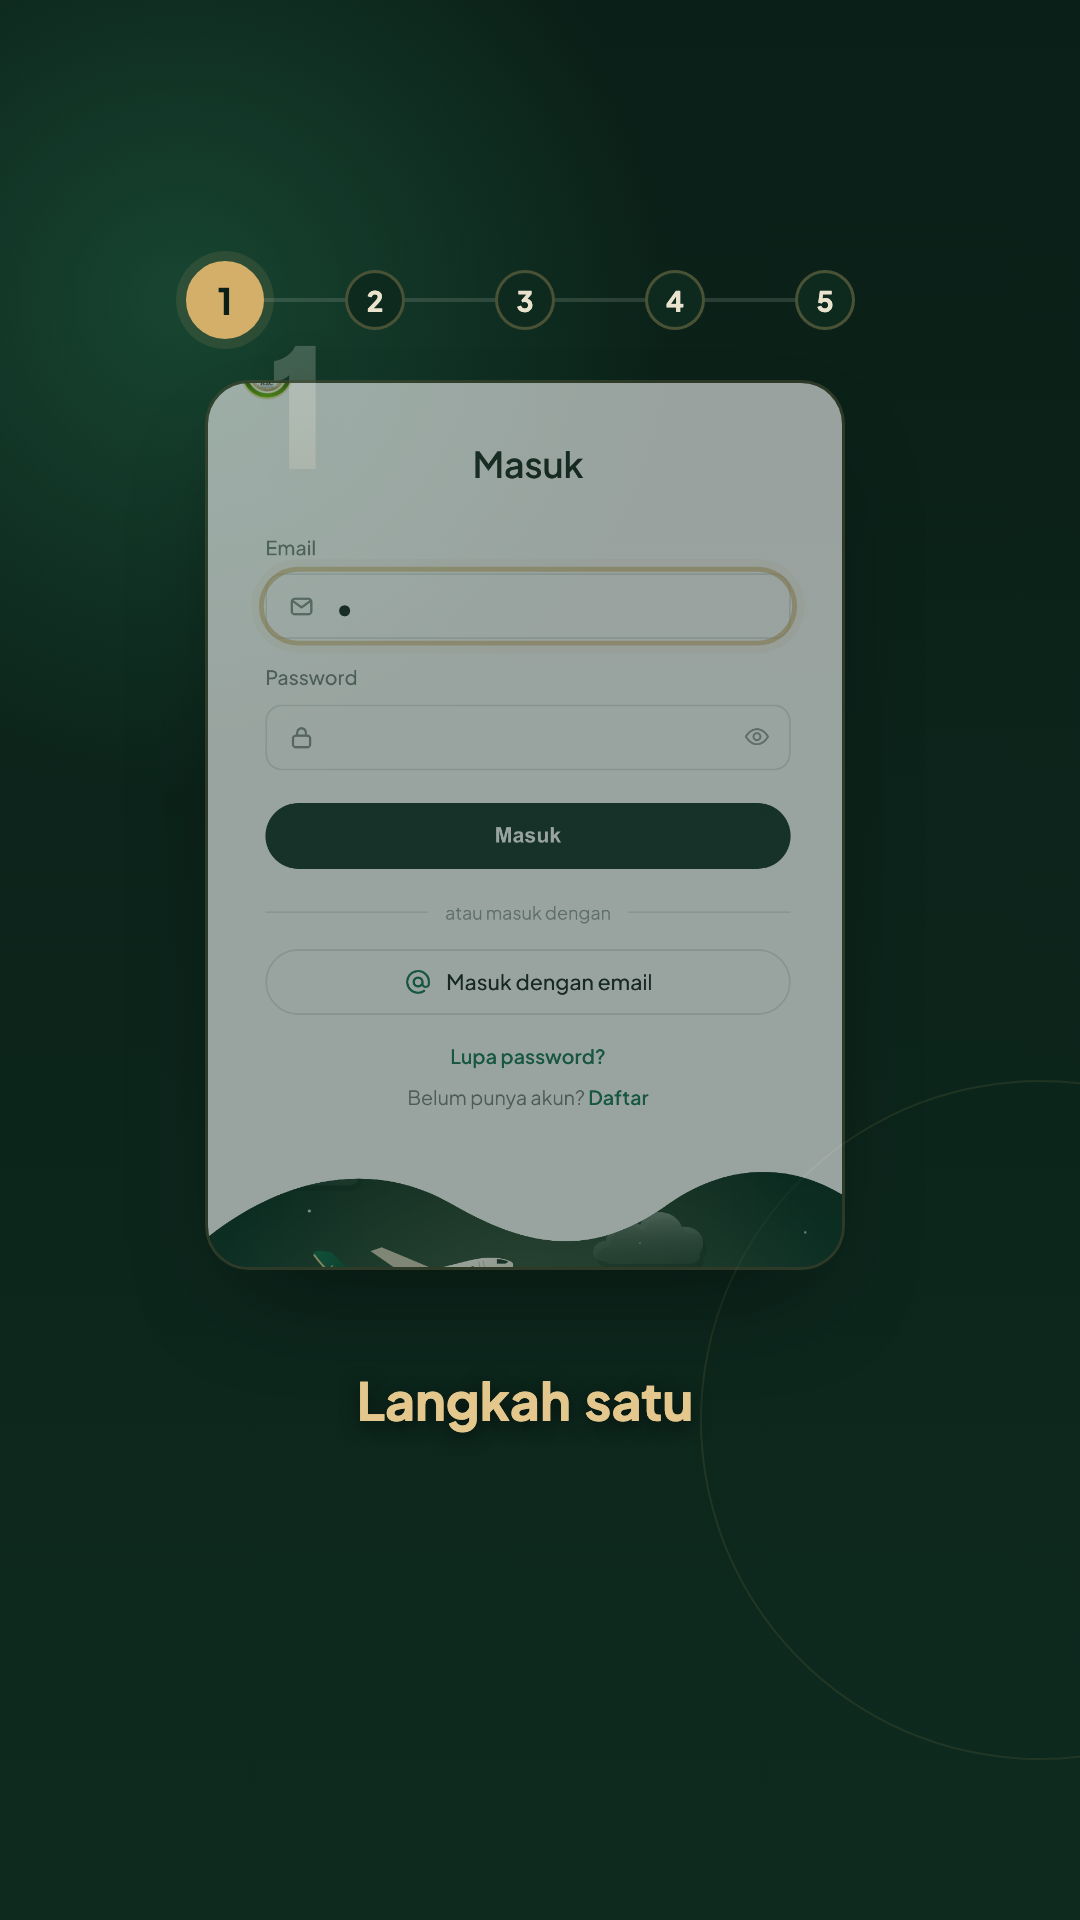 1
2
3
4
5
1
Masuk
Email
Password
Masuk
atau masuk dengan
Masuk dengan email
Lupa password?
Belum punya akun? Daftar
Langkah satu